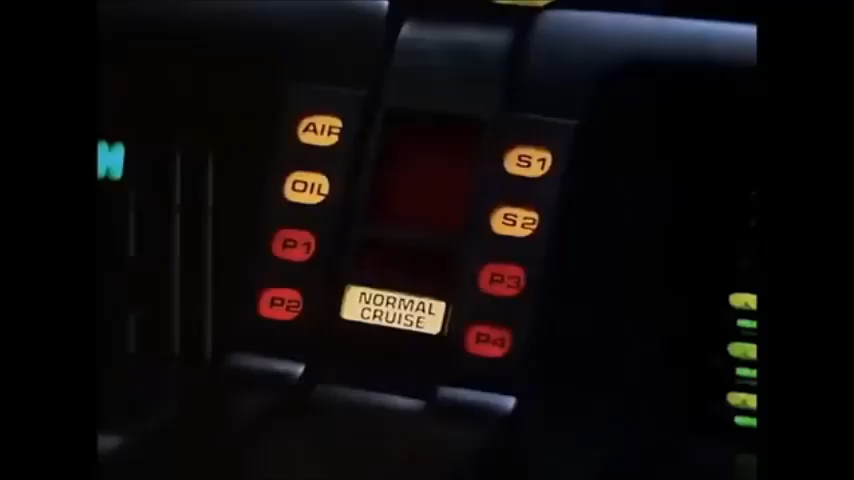 AIR
OIL
P1
P2
NORMAL
CRUISE
S1
S2
P3
P4